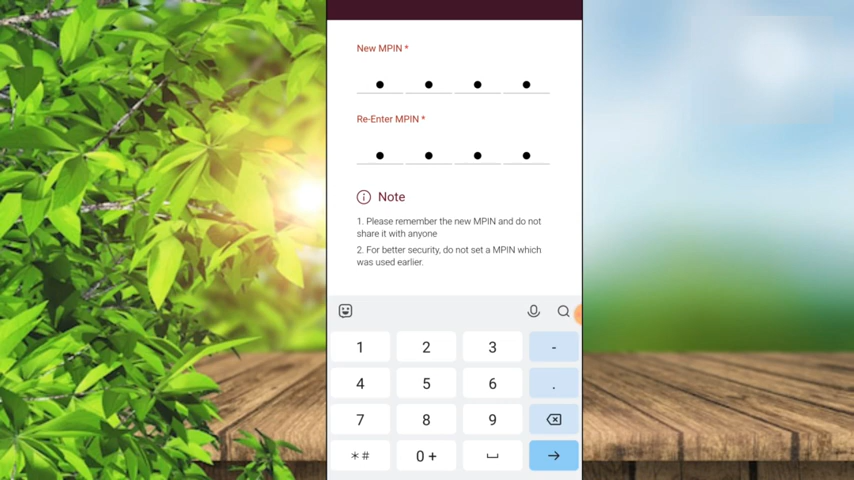 New MPIN *
Re-Enter MPIN *
Note
1. Please remember the new MPIN and do not
share it with anyone
2. For better security, do not set a MPIN which
was used earlier.
1 2 3 -
4 5 6 .
7 8 9
*# 0 +